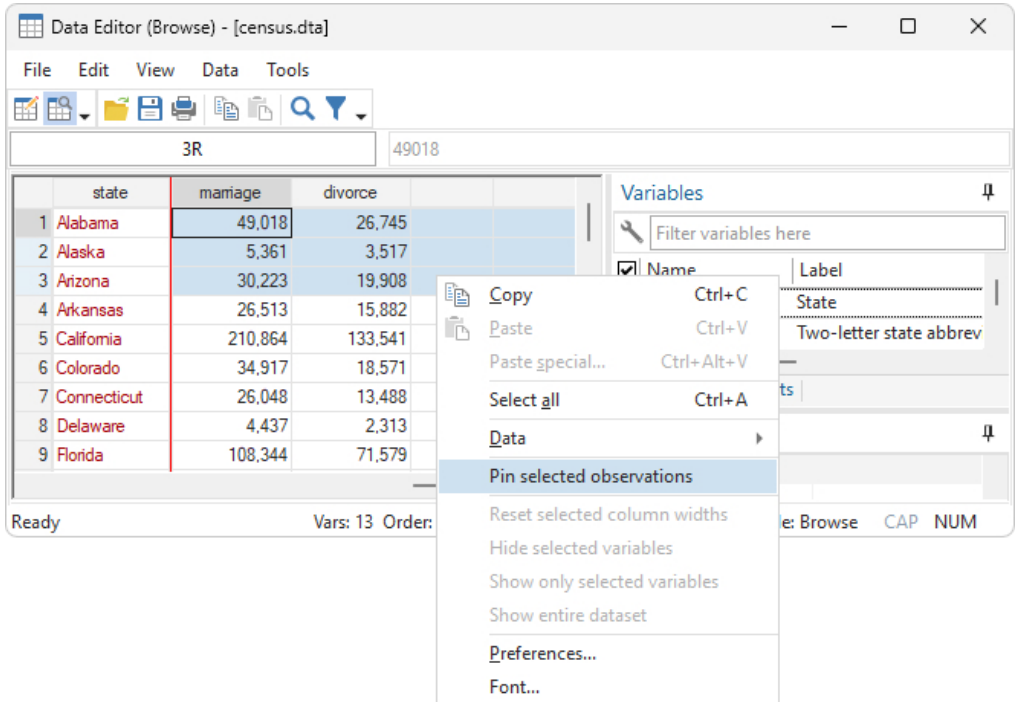 Data Editor (Browse) - [census.dta]
File Edit View Data Tools
3R 49018
state marriage divorce
1 Alabama 49,018 26,745
2 Alaska 5,361 3,517
3 Arizona 30,223 19,908
4 Arkansas 26,513 15,882
5 California 210,864 133,541
6 Colorado 34,917 18,571
7 Connecticut 26,048 13,488
8 Delaware 4,437 2,313
9 Florida 108,344 71,579
Variables
Filter variables here
Name Label
State
Two-letter state abbrev
ts
Copy Ctrl+C
Paste Ctrl+V
Paste special... Ctrl+Alt+V
Select all Ctrl+A
Data
Pin selected observations
Reset selected column widths
Hide selected variables
Show only selected variables
Show entire dataset
Preferences...
Font...
Ready Vars: 13 Order: e: Browse CAP NUM